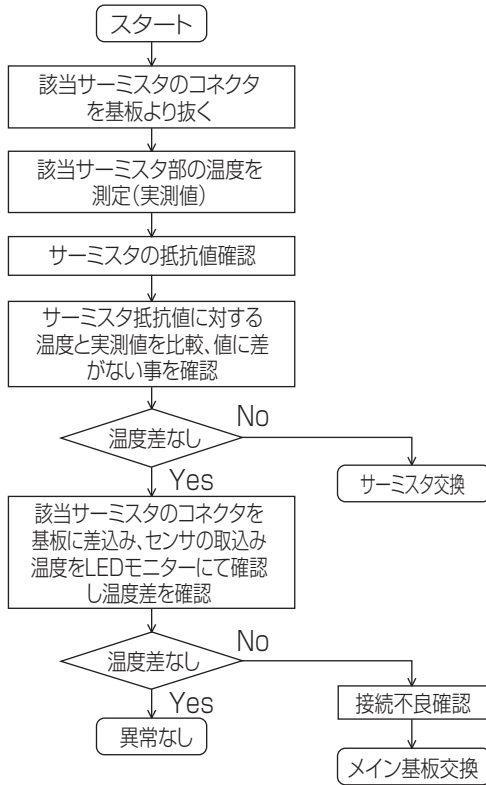 スタート
該当サーミスタのコネクタ
を基板より抜く
該当サーミスタ部の温度を
測定(実測値)
サーミスタの抵抗値確認
サーミスタ抵抗値に対する
温度と実測値を比較、値に差
がない事を確認
温度差なし
No
サーミスタ交換
Yes
該当サーミスタのコネクタを
基板に差込み、センサの取込み
温度をLEDモニターにて確認
し温度差を確認
温度差なし
No
接続不良確認
メイン基板交換
Yes
異常なし